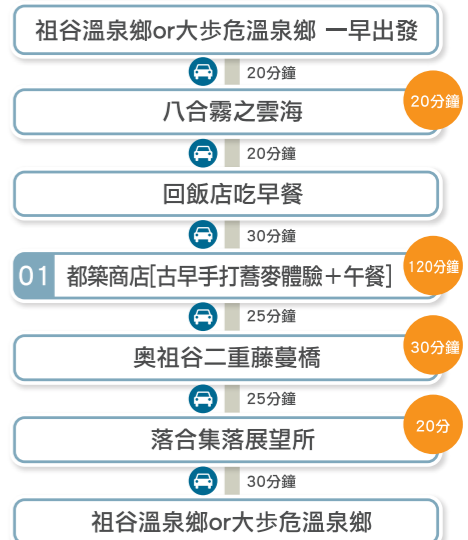 祖谷溫泉鄉or大步危溫泉鄉 一早出發
20分鐘
八合霧之雲海
20分鐘
20分鐘
回飯店吃早餐
30分鐘
01 都築商店[古早手打蕎麥體驗＋午餐]
120分鐘
25分鐘
奧祖谷二重藤蔓橋
30分鐘
25分鐘
落合集落展望所
20分
30分鐘
祖谷溫泉鄉or大步危溫泉鄉